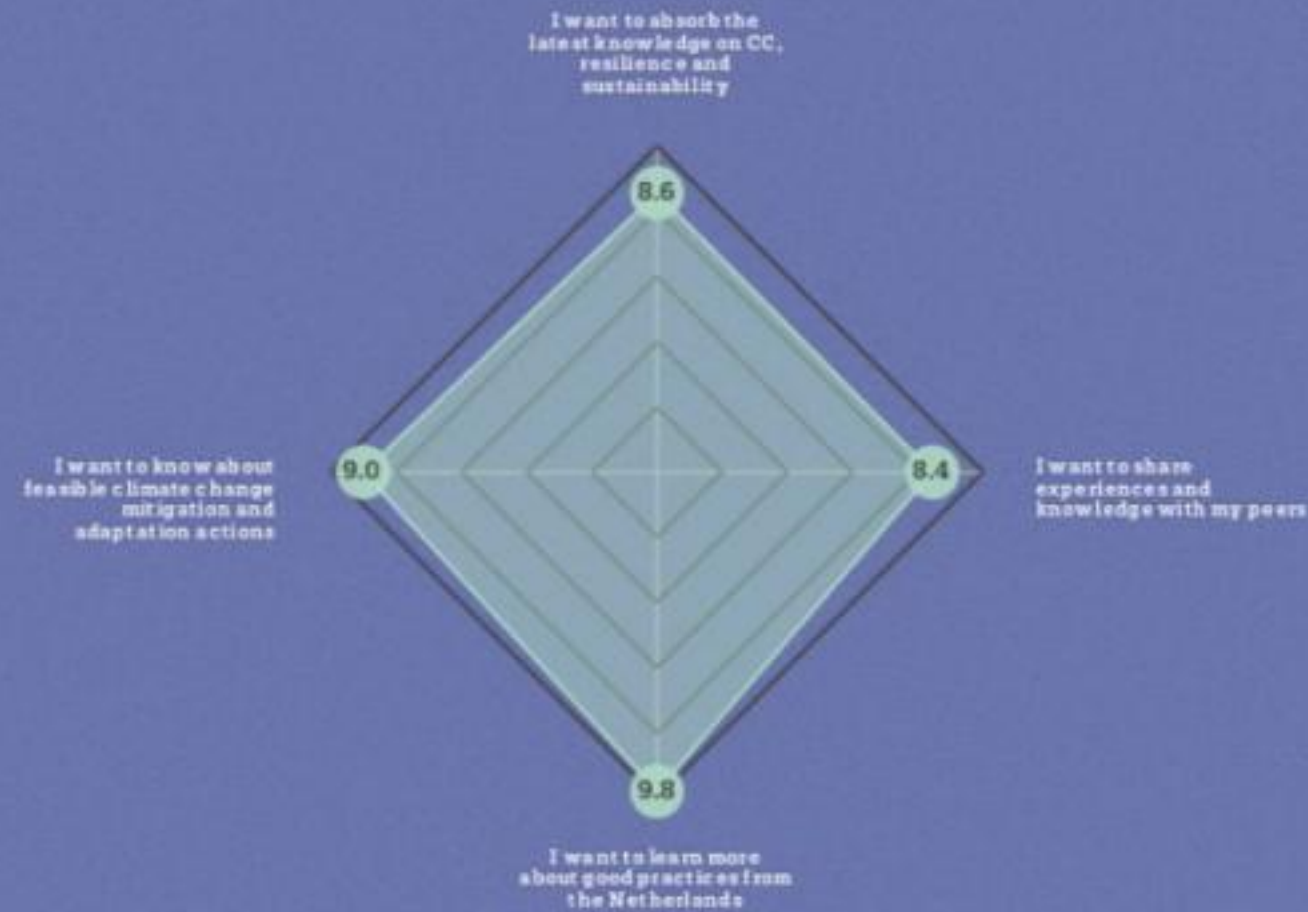 I want to absorb the
latest knowledge on CC,
resilience and
sustainability
8.6
9.0
8.4
I want to know about
feasible climate change
mitigation and
adaptation actions
I want to share
experiences and
knowledge with my peers
9.8
I want to learn more
about good practices from
the Netherlands